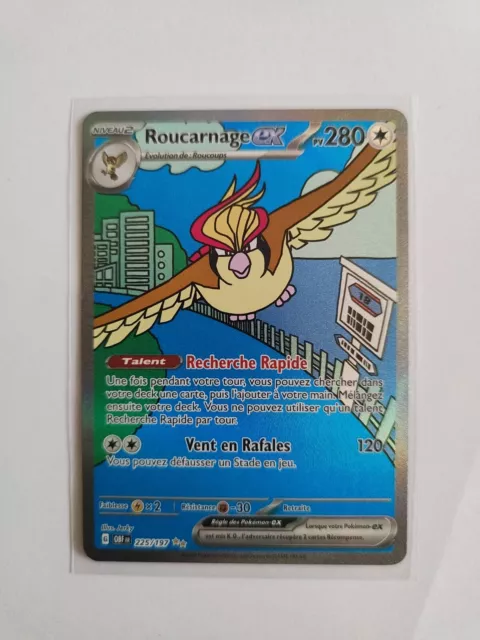 NIVEAU 2
Roucarnage ex PV 280
Évolution de Roucoups
18
Talent Recherche Rapide
Une fois pendant votre tour, vous pouvez chercher dans
votre deck une carte, puis l'ajouter à votre main. Mélangez
ensuite votre deck. Vous ne pouvez utiliser qu'un talent
Recherche Rapide par tour.
Vent en Rafales 120
Vous pouvez défausser un Stade en jeu.
Faiblesse ×2 Résistance -30 Retraite
Illus. Jerky
Règle des Pokémon-ex
Lorsque votre Pokémon-ex
est mis K.O., l'adversaire récupère 2 cartes Récompense.
G OBF FR 225/197